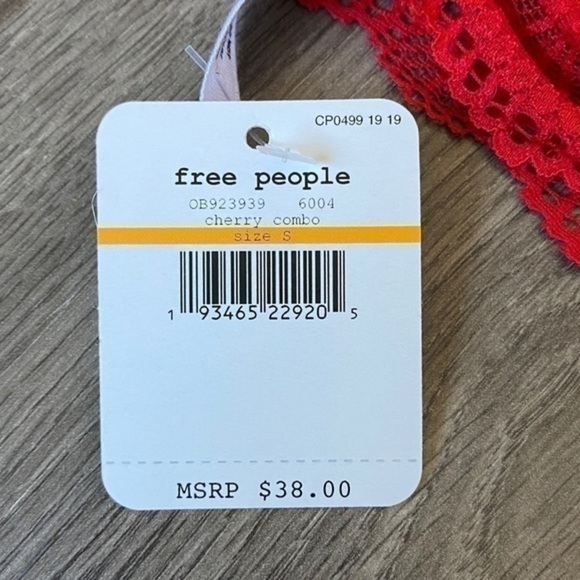 CP0499 19 19
free people
OB923939 6004
cherry combo
size S
1 93465 22920 5
MSRP $38.00